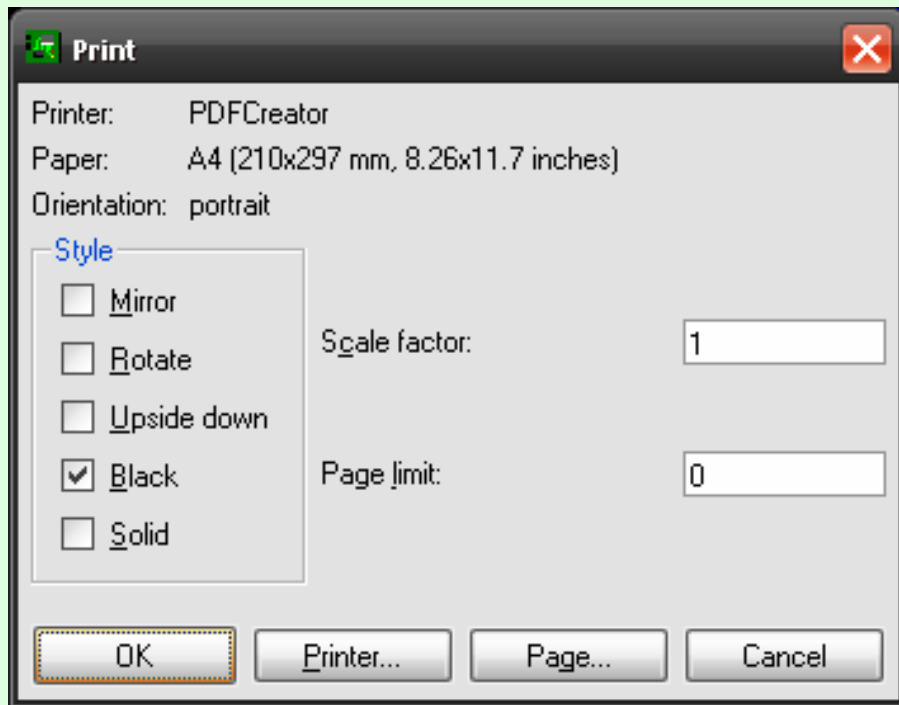 Print
Printer: PDFCreator
Paper: A4 (210x297 mm, 8.26x11.7 inches)
Orientation: portrait
Style
Mirror
Rotate
Upside down
Black
Solid
Scale factor: 1
Page limit: 0
OK Printer... Page... Cancel